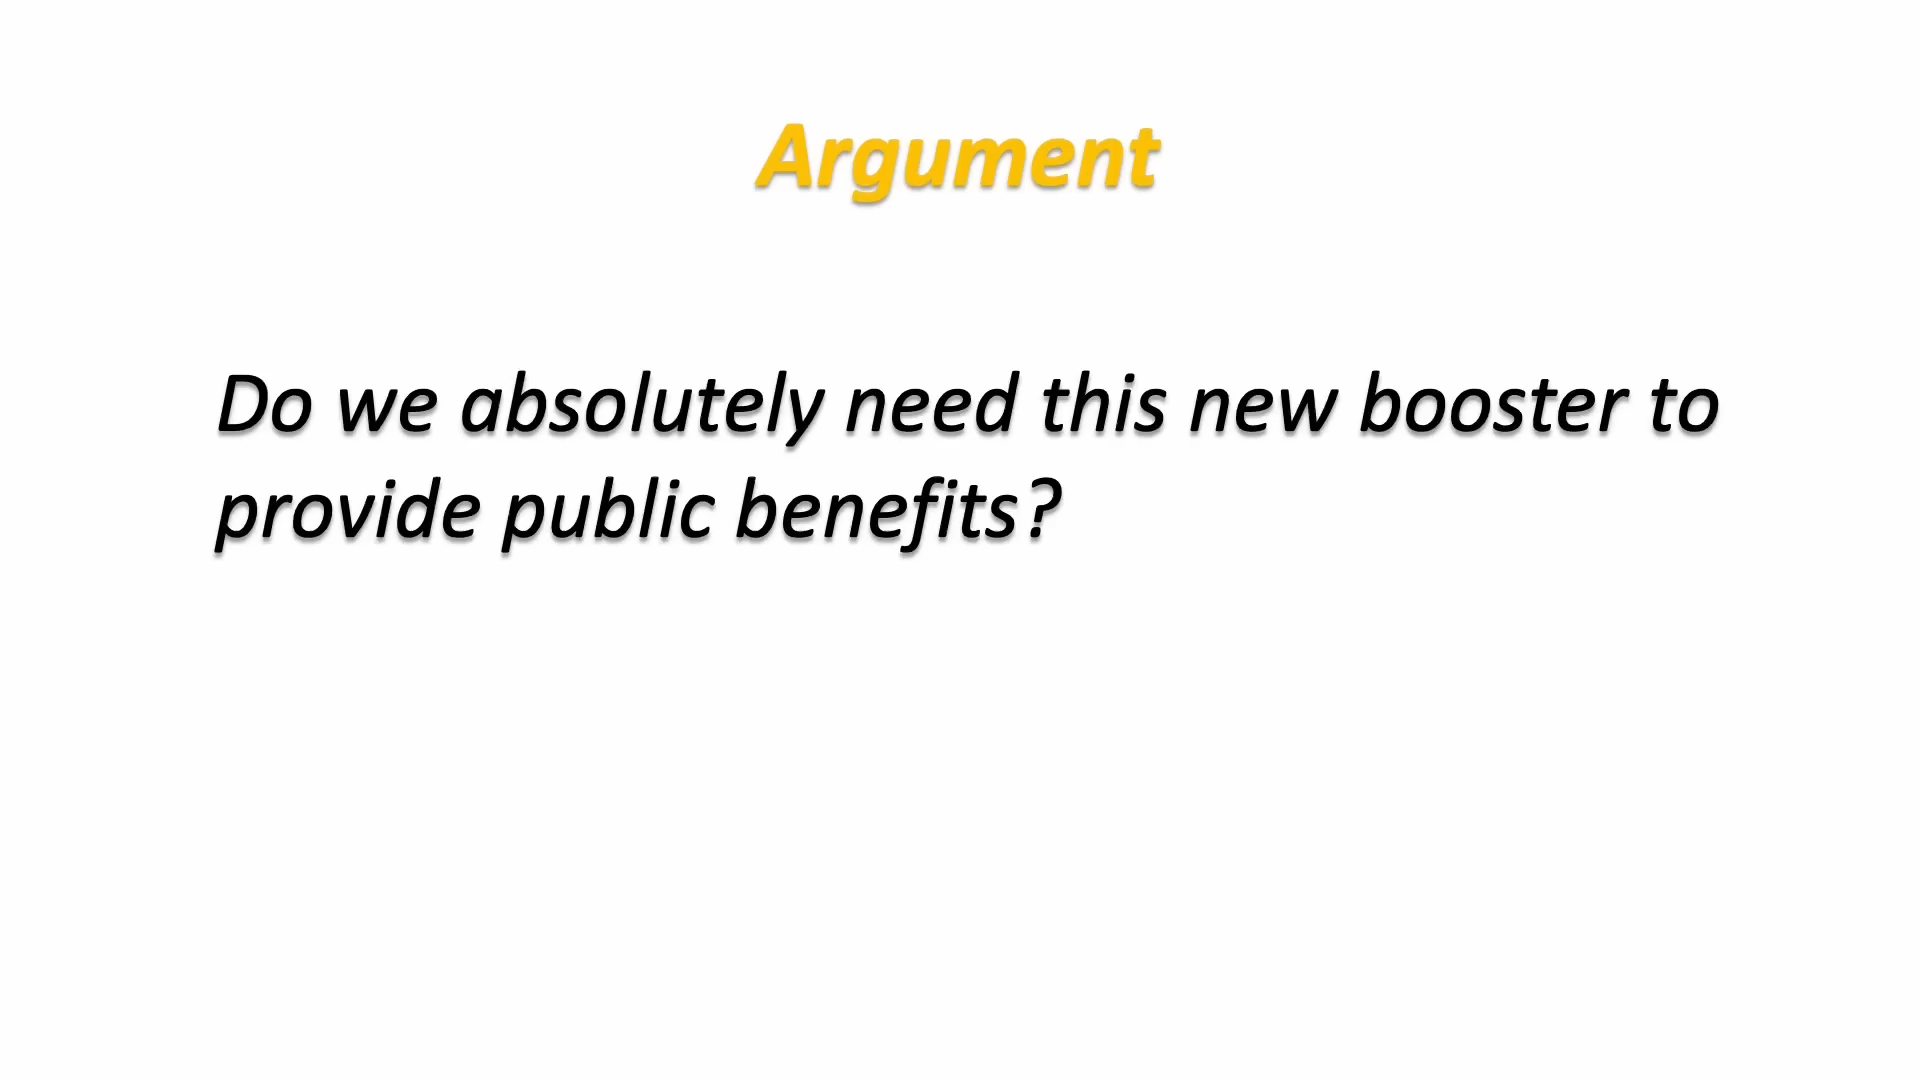 Argument
Do we absolutely need this new booster to
provide public benefits?